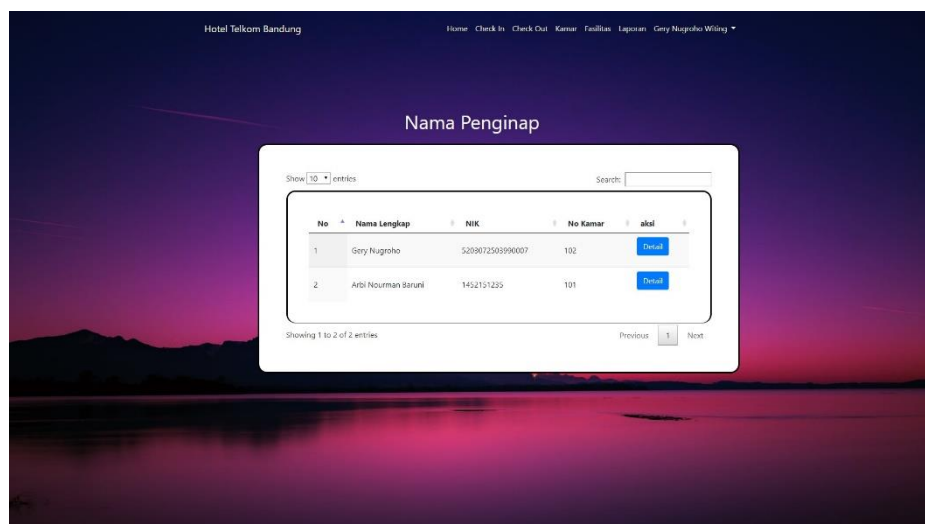 Hotel Telkom Bandung Home Check In Check Out Kamar Fasilitas Laporan Gery Nugroho Witing
Nama Penginap
Show 10 entries Search:
No Nama Lengkap NIK No Kamar aksi
1 Gery Nugroho 5203072503990007 102 Detail
2 Arbi Nourman Baruni 1452151235 101 Detail
Showing 1 to 2 of 2 entries Previous 1 Next